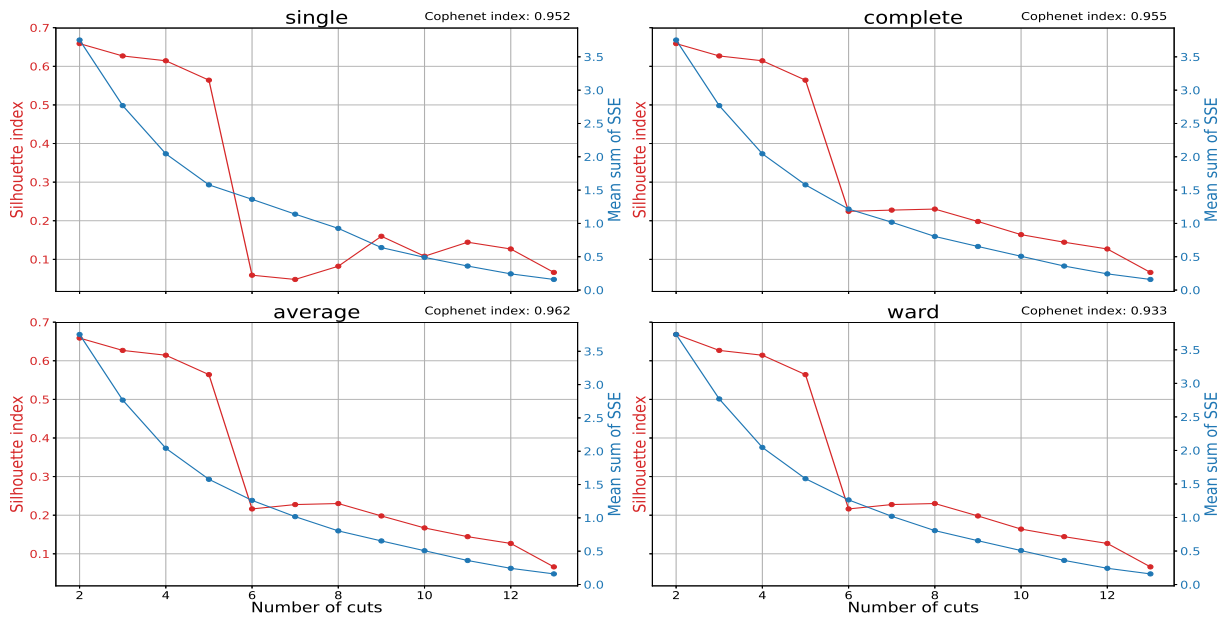 single
Cophenet index: 0.952
0.7
0.6
0.5
0.4
0.3
0.2
0.1
Silhouette index
3.5
3.0
2.5
2.0
1.5
1.0
0.5
0.0
Mean sum of SSE
complete
Cophenet index: 0.955
Silhouette index
3.5
3.0
2.5
2.0
1.5
1.0
0.5
0.0
Mean sum of SSE
average
Cophenet index: 0.962
0.7
0.6
0.5
0.4
0.3
0.2
0.1
Silhouette index
3.5
3.0
2.5
2.0
1.5
1.0
0.5
0.0
Mean sum of SSE
2 4 6 8 10 12
Number of cuts
ward
Cophenet index: 0.933
Silhouette index
3.5
3.0
2.5
2.0
1.5
1.0
0.5
0.0
Mean sum of SSE
2 4 6 8 10 12
Number of cuts